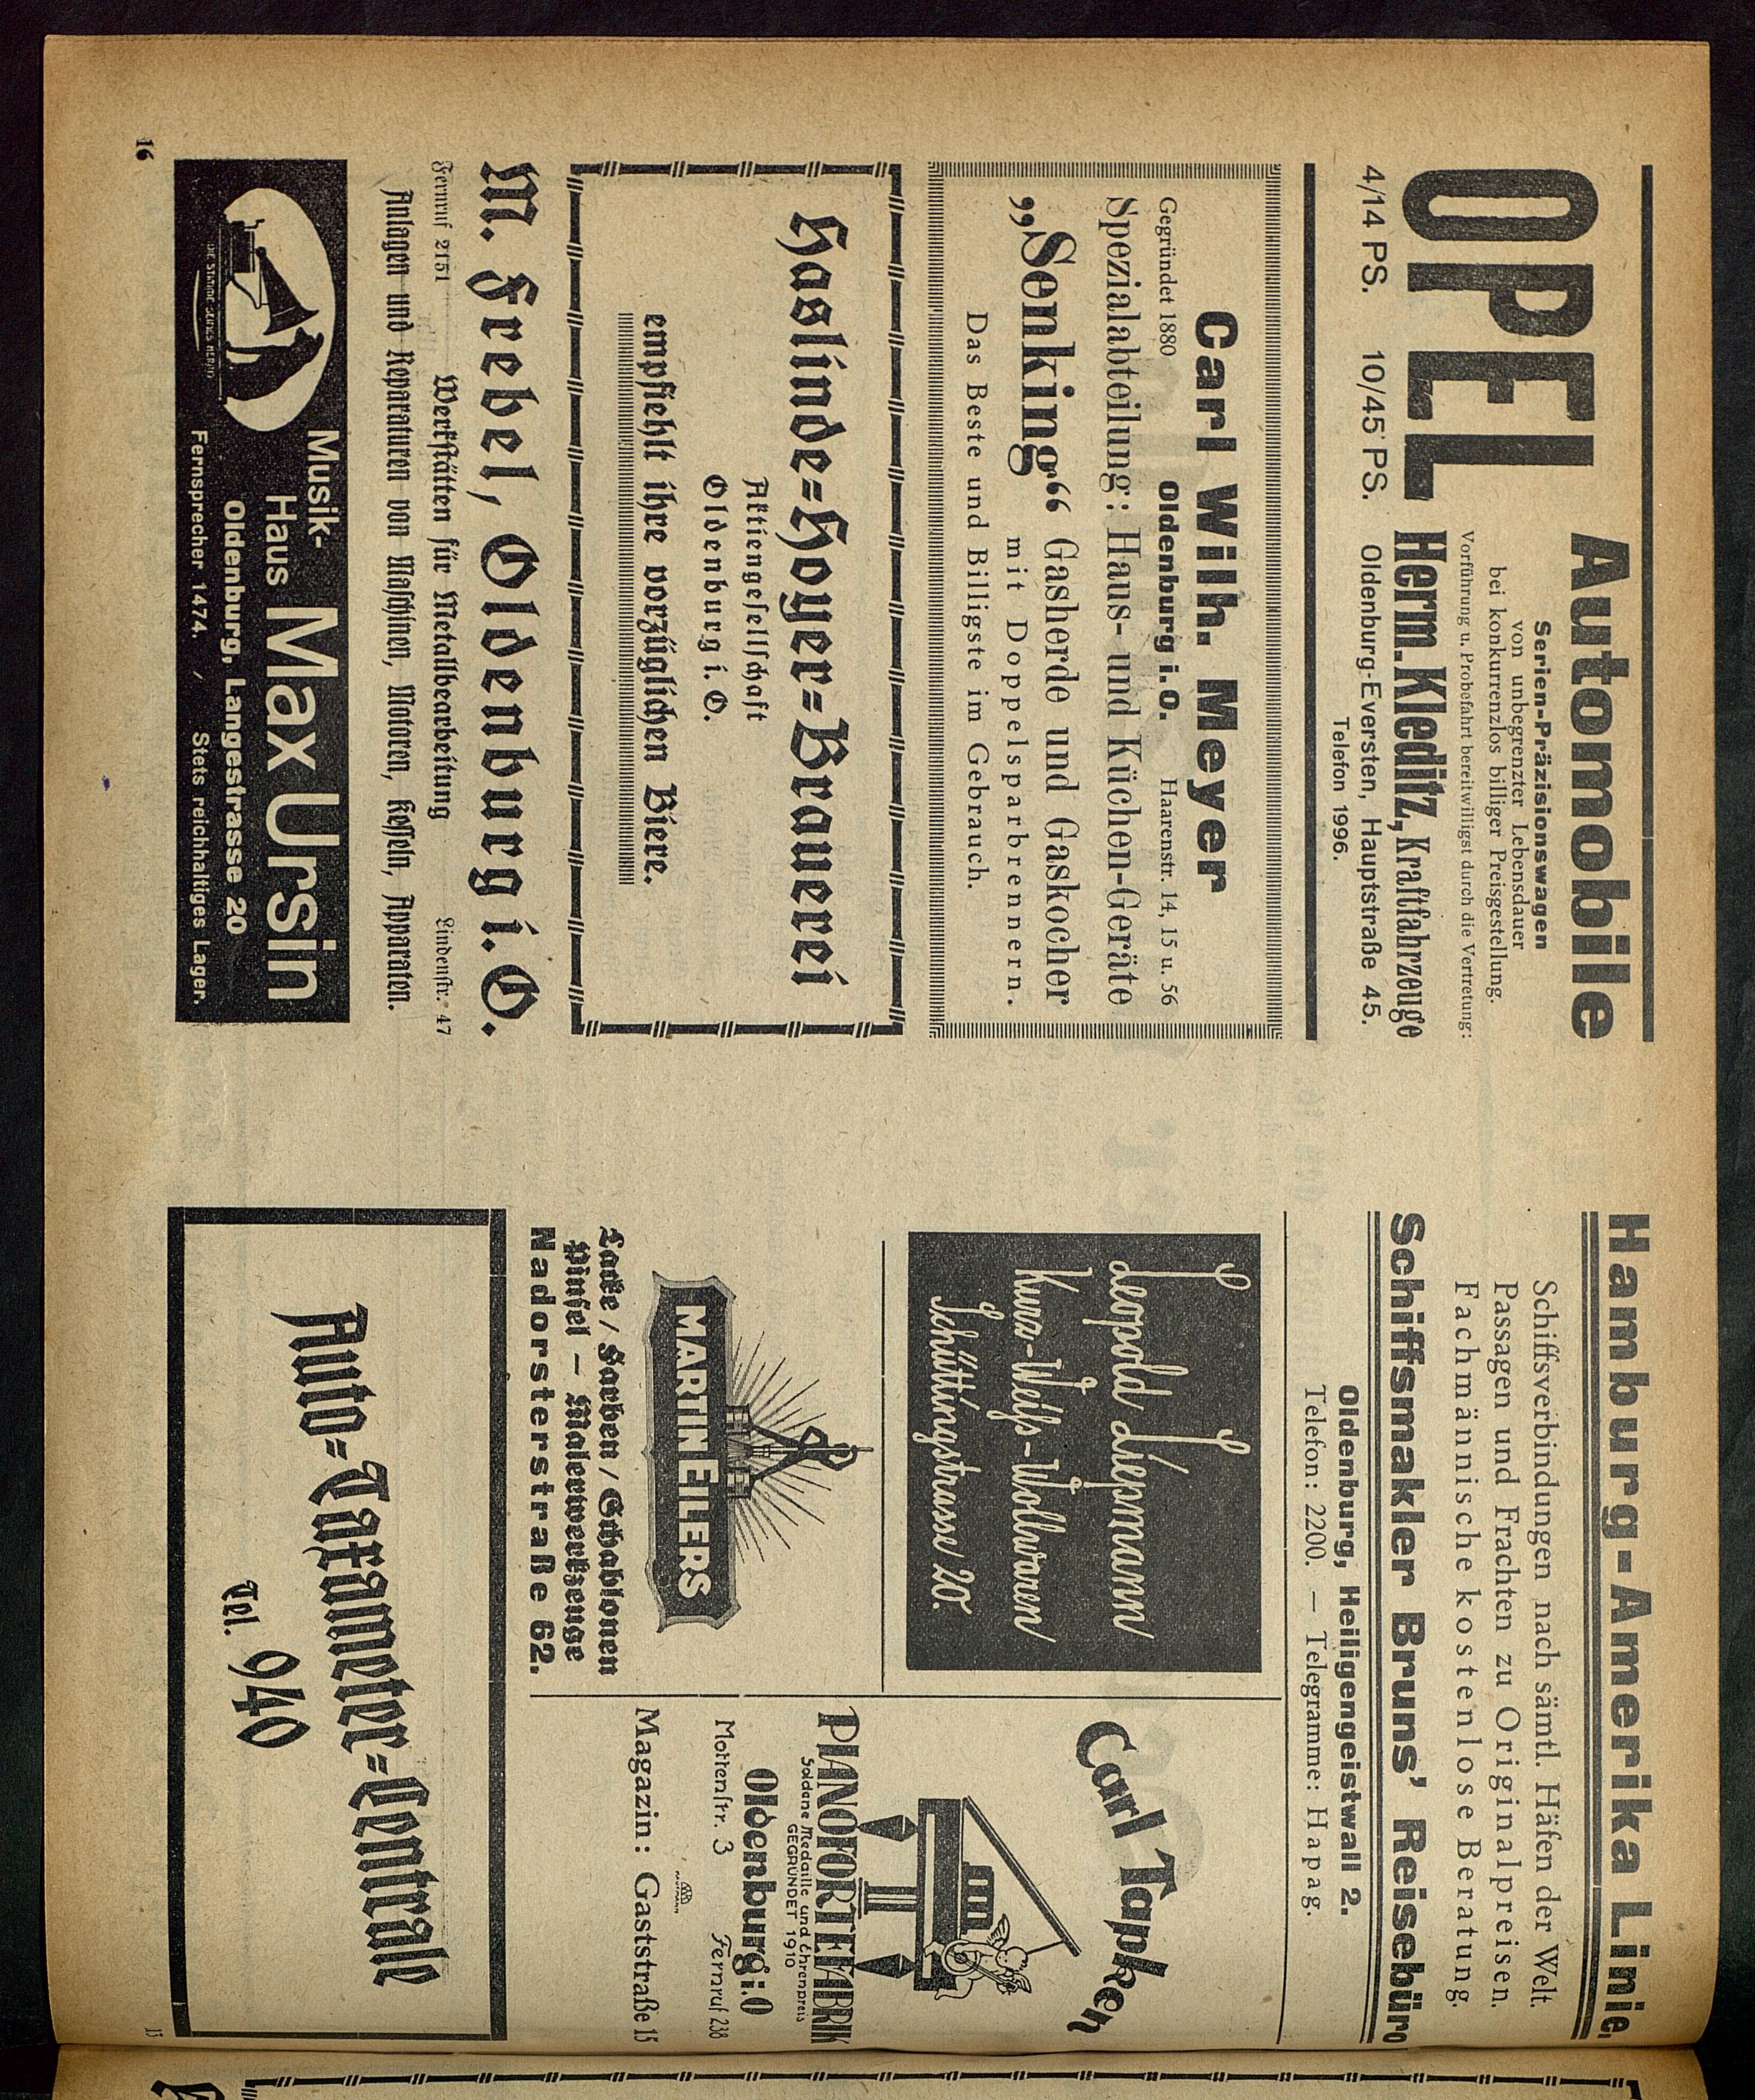 OPEL Automobile
Serien-Präzisionswagen
von unbegrenzter Lebensdauer
bei konkurrenzlos billiger Preisgestellung.
Vorführung u. Probefahrt bereitwilligst durch die Vertretung:
4/14 PS. 10/45 PS.
Herm. Kleditz, Kraftfahrzeuge
Oldenburg-Eversten, Hauptstraße 45.
Telefon 1996.
Carl Wilh. Meyer
Gegründet 1880 Oldenburg i. O. Haarenstr. 14, 15 u. 56
Spezialabteilung: Haus- und Küchen-Geräte
„Senking“ Gasherde und Gaskocher
mit Doppelsparbrennern.
Das Beste und Billigste im Gebrauch.
Haslinde-Hoyer-Brauerei
Aktiengesellschaft
Oldenburg i. O.
empfiehlt ihre vorzüglichen Biere.
M. Frebel, Oldenburg i. O.
Fernruf 2151 Werkstätten für Metallbearbeitung Lindenstr. 47
Anlagen und Reparaturen von Maschinen, Motoren, Kesseln, Apparaten.
DIE STIMME SEINES HERRN
Musik-
Haus Max Ursin
Oldenburg, Langestrasse 20
Fernsprecher 1474. / Stets reichhaltiges Lager.
16
Hamburg-Amerika Linie.
Schiffsverbindungen nach sämtl. Häfen der Welt.
Passagen und Frachten zu Originalpreisen.
Fachmännische kostenlose Beratung.
Schiffsmakler Bruns' Reisebüro
Oldenburg, Heiligengeistwall 2.
Telefon: 2200. — Telegramme: Hapag.
Leopold Liepmann
Kurz-Weiß-Wollwaren
Schüttingstrasse 20.
MARTIN EILERS
Lacke / Farben / Schablonen
Pinsel — Malerwerkzeuge
Nadorsterstraße 62.
Carl Tapken
PIANOFORTEFABRIK
Goldene Medaille und Ehrenpreis
GEGRÜNDET 1910
Oldenburg i. O
Mottenstr. 3 Fernruf 238
Magazin: Gaststraße 15
Auto-Taxameter-Zentrale
Tel. 940
15